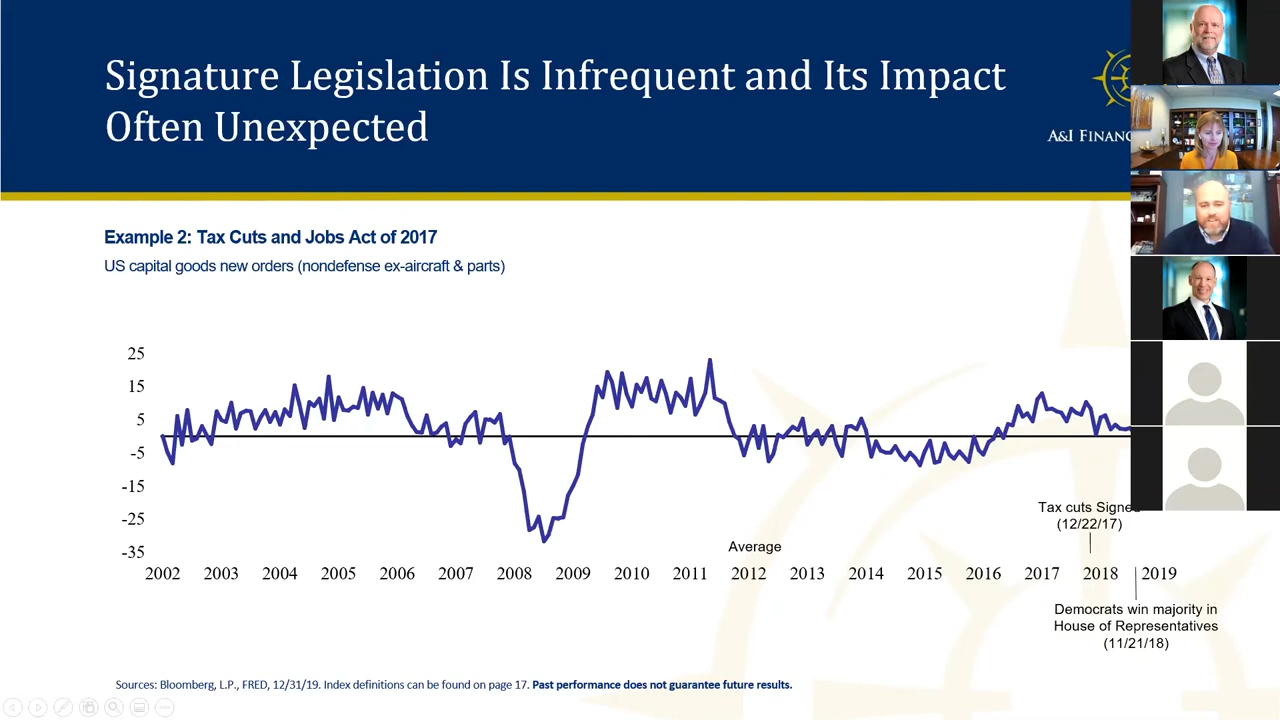 Signature Legislation Is Infrequent and Its Impact
Often Unexpected
A&I FINANC
Example 2: Tax Cuts and Jobs Act of 2017
US capital goods new orders (nondefense ex-aircraft & parts)
25
15
5
-5
-15
-25
-35
Tax cuts Signed
(12/22/17)
Average
2002 2003 2004 2005 2006 2007 2008 2009 2010 2011 2012 2013 2014 2015 2016 2017 2018 2019
Democrats win majority in
House of Representatives
(11/21/18)
Sources: Bloomberg, L.P., FRED, 12/31/19. Index definitions can be found on page 17. Past performance does not guarantee future results.